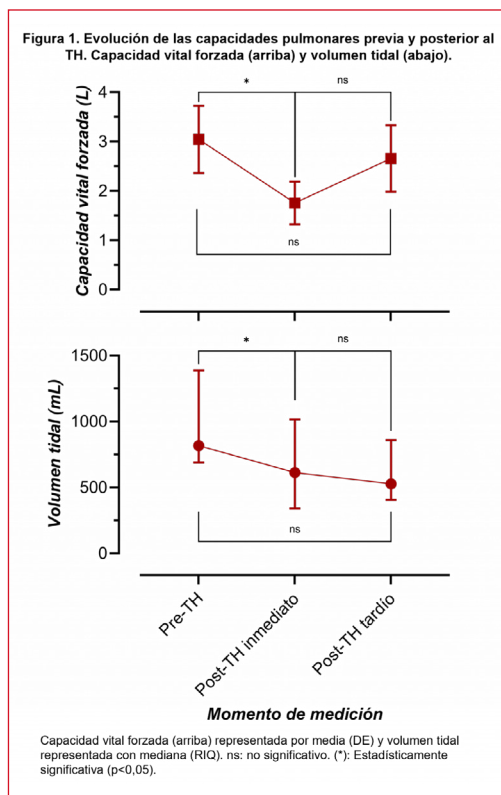 Figura 1. Evolución de las capacidades pulmonares previa y posterior al
TH. Capacidad vital forzada (arriba) y volumen tidal (abajo).
Capacidad vital forzada (L)
4
3
2
1
0
*
ns
ns
Volumen tidal (mL)
1500
1000
500
0
*
ns
ns
Pre-TH
Post-TH inmediato
Post-TH tardío
Momento de medición
Capacidad vital forzada (arriba) representada por media (DE) y volumen tidal
representada con mediana (RIQ). ns: no significativo. (*): Estadísticamente
significativa (p<0,05).